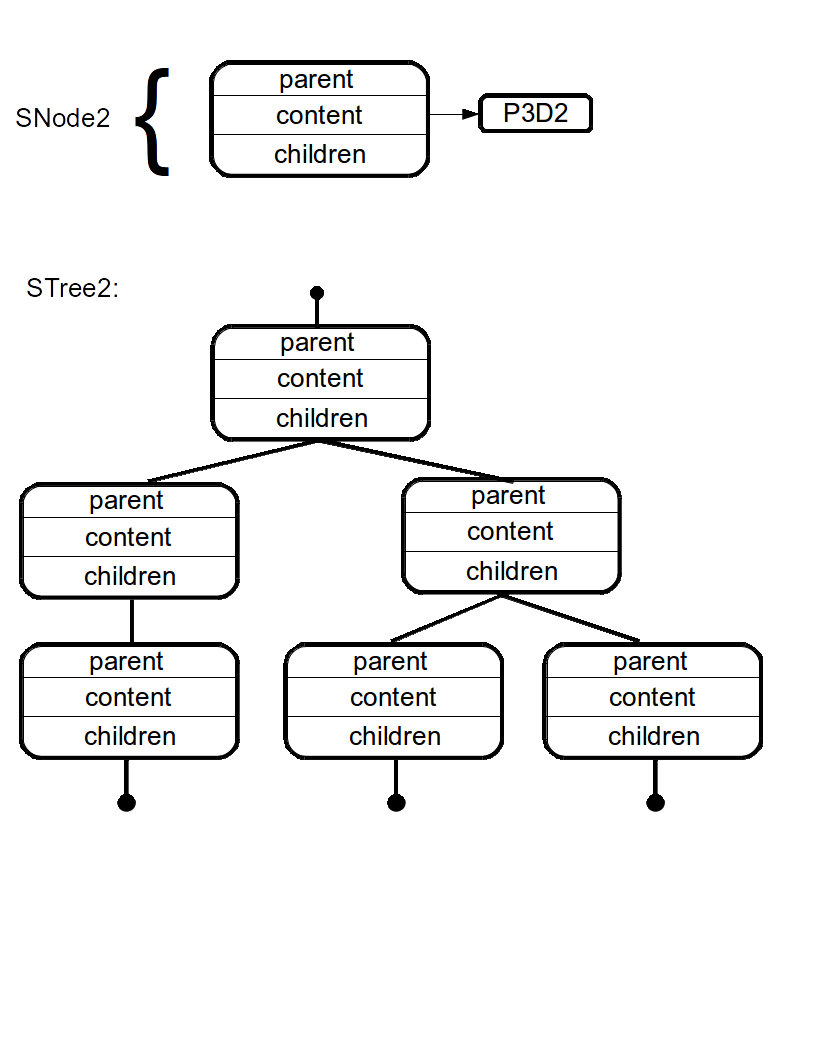 parent
SNode2 { content P3D2
children
STree2:
parent
content
children
parent parent
content content
children children
parent parent parent
content content content
children children children